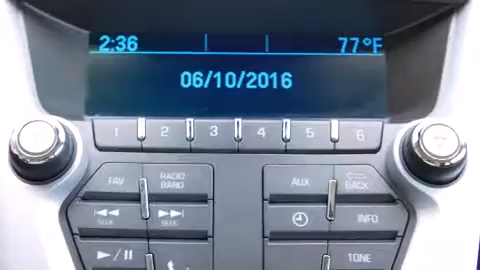 2:36 77°F
06/10/2016
1 2 3 4 5 6
FAV RADIO BAND AUX BACK
SEEK SEEK INFO
TONE